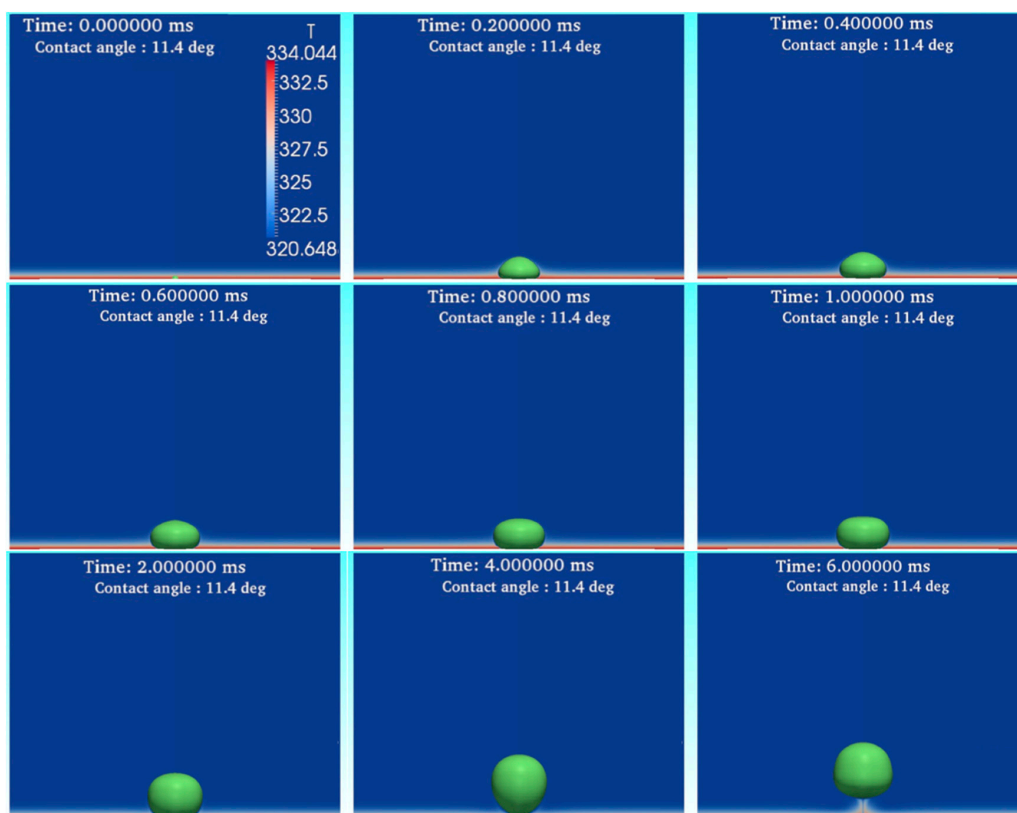 Time: 0.000000 ms
Contact angle : 11.4 deg
T
334.044
332.5
330
327.5
325
322.5
320.648
Time: 0.200000 ms
Contact angle : 11.4 deg
Time: 0.400000 ms
Contact angle : 11.4 deg
Time: 0.600000 ms
Contact angle : 11.4 deg
Time: 0.800000 ms
Contact angle : 11.4 deg
Time: 1.000000 ms
Contact angle : 11.4 deg
Time: 2.000000 ms
Contact angle : 11.4 deg
Time: 4.000000 ms
Contact angle : 11.4 deg
Time: 6.000000 ms
Contact angle : 11.4 deg